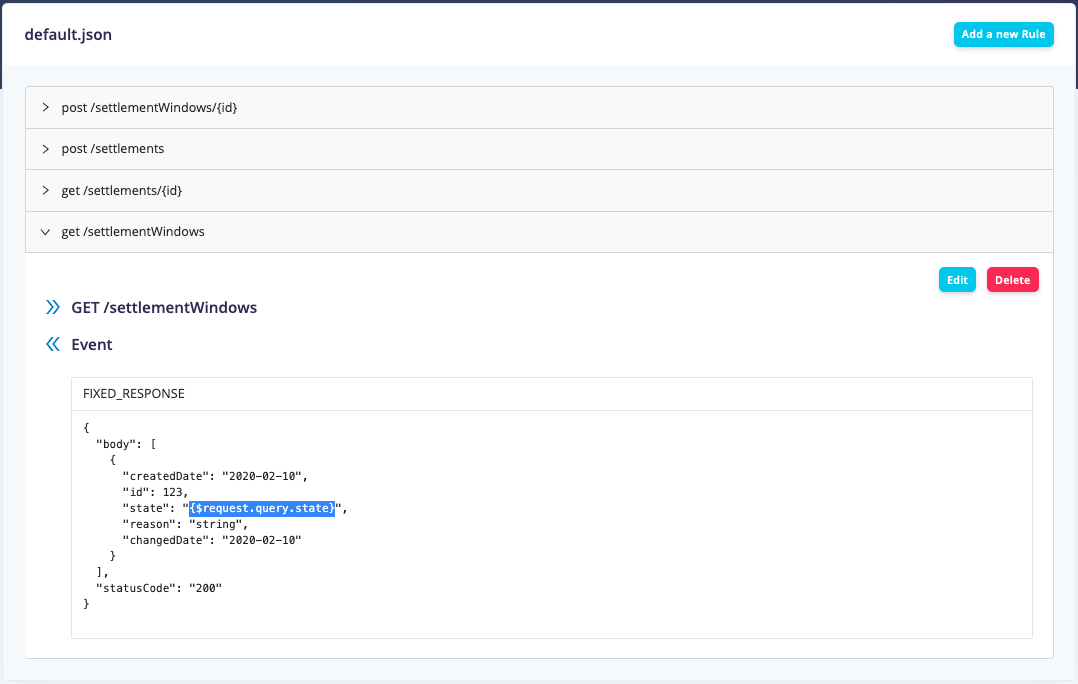 default.json
Add a new Rule
post /settlementWindows/{id}
post /settlements
get /settlements/{id}
get /settlementWindows
Edit
Delete
GET /settlementWindows
Event
FIXED_RESPONSE
{
  "body": [
    {
      "createdDate": "2020-02-10",
      "id": 123,
      "state": "{$request.query.state}",
      "reason": "string",
      "changedDate": "2020-02-10"
    }
  ],
  "statusCode": "200"
}